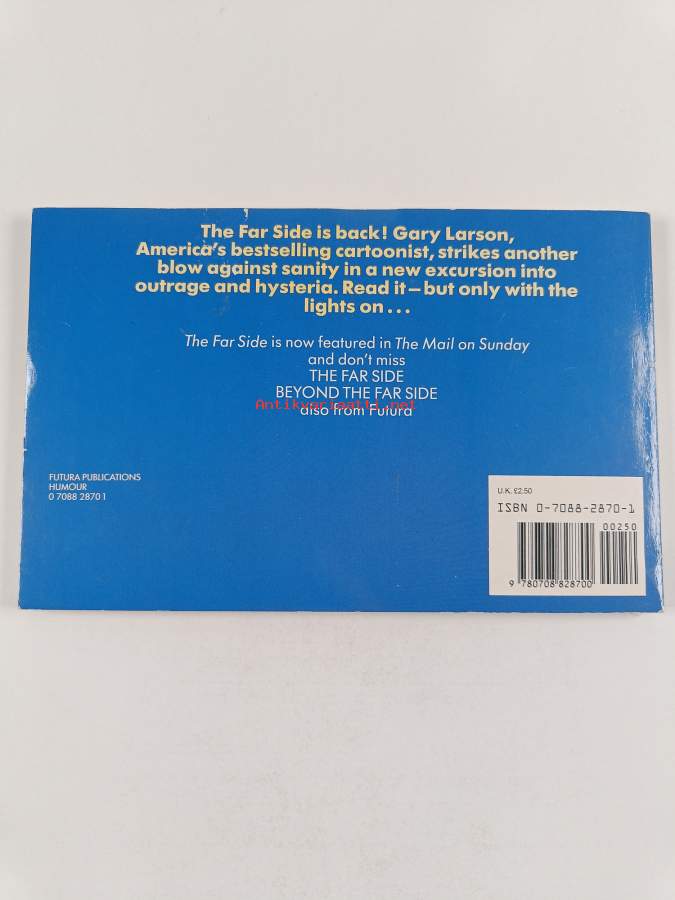 The Far Side is back! Gary Larson,
America's bestselling cartoonist, strikes another
blow against sanity in a new excursion into
outrage and hysteria. Read it—but only with the
lights on...
The Far Side is now featured in The Mail on Sunday
and don't miss
THE FAR SIDE
BEYOND THE FAR SIDE
Antikvariaatti.net
also from Futura
FUTURA PUBLICATIONS
HUMOUR
0 7088 2870 1
U.K. £2.50
ISBN 0-7088-2870-1
00250
9 780708 828700